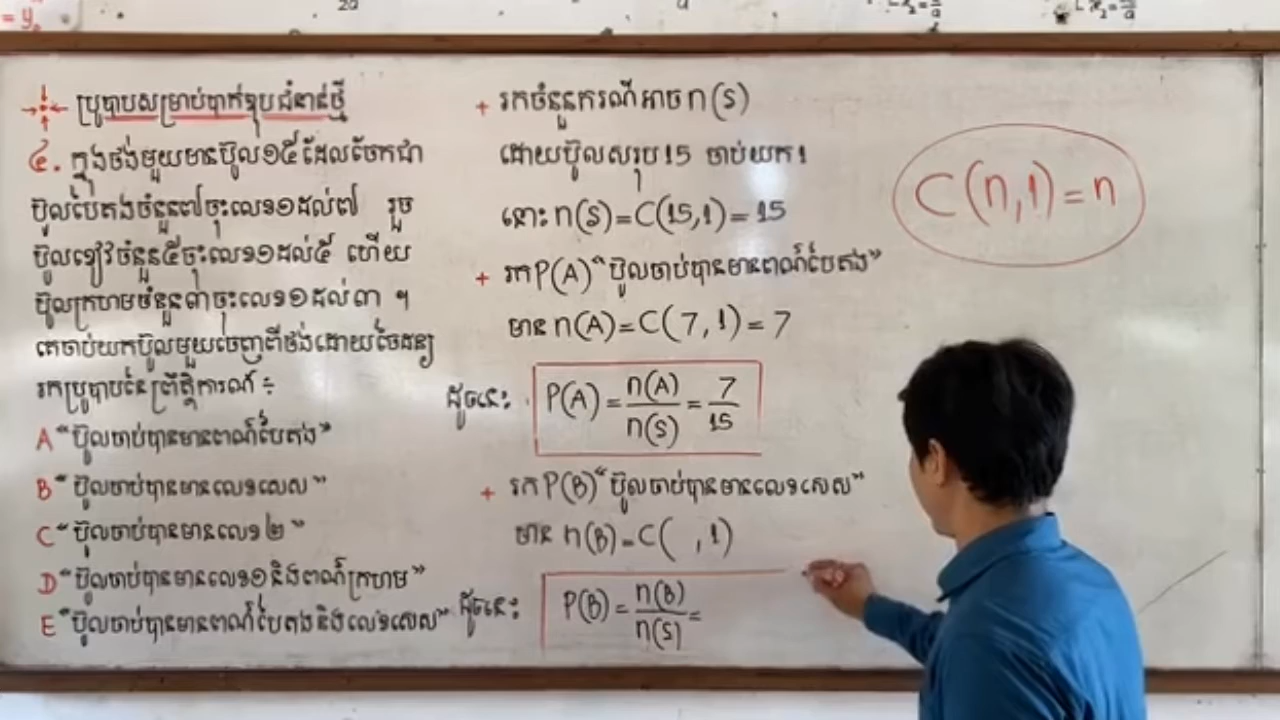 = y₀
20
a
ប្រូបាបសម្រាប់បាក់ឌុបជំនាន់ថ្មី
៤. ក្នុងថង់មួយមានប៊ូល១៥ដែលចែកជា
ប៊ូលបៃតងចំនួន៧ចុះលេខ១ដល់៧ រួច
ប៊ូលខៀវចំនួន៥ចុះលេខ១ដល់៥ ហើយ
ប៊ូលក្រហមចំនួន៣ចុះលេខ១ដល់៣ ។
គេចាប់យកប៊ូលមួយចេញពីថង់ដោយចៃដន្យ
រកប្រូបាបនៃព្រឹត្តិការណ៍ ÷
A "ប៊ូលចាប់បានមានពណ៌បៃតង"
B "ប៊ូលចាប់បានមានលេខសេស"
C "ប៊ូលចាប់បានមានលេខ២"
D "ប៊ូលចាប់បានមានលេខ១និងពណ៌ក្រហម"
E "ប៊ូលចាប់បានមានពណ៌បៃតងនិងលេខសេស"
+ រកចំនួនករណីអាច n(S)
ដោយប៊ូលសរុប15 ចាប់យក1
នោះ n(S)=C(15,1)=15
+ រក P(A) "ប៊ូលចាប់បានមានពណ៌បៃតង"
មាន n(A)=C(7,1)=7
ដូចនេះ P(A)=n(A)/n(S)=7/15
+ រក P(B) "ប៊ូលចាប់បានមានលេខសេស"
មាន n(B)=C( ,1)
ដូចនេះ P(B)=n(B)/n(S)=
C(n,1)=n